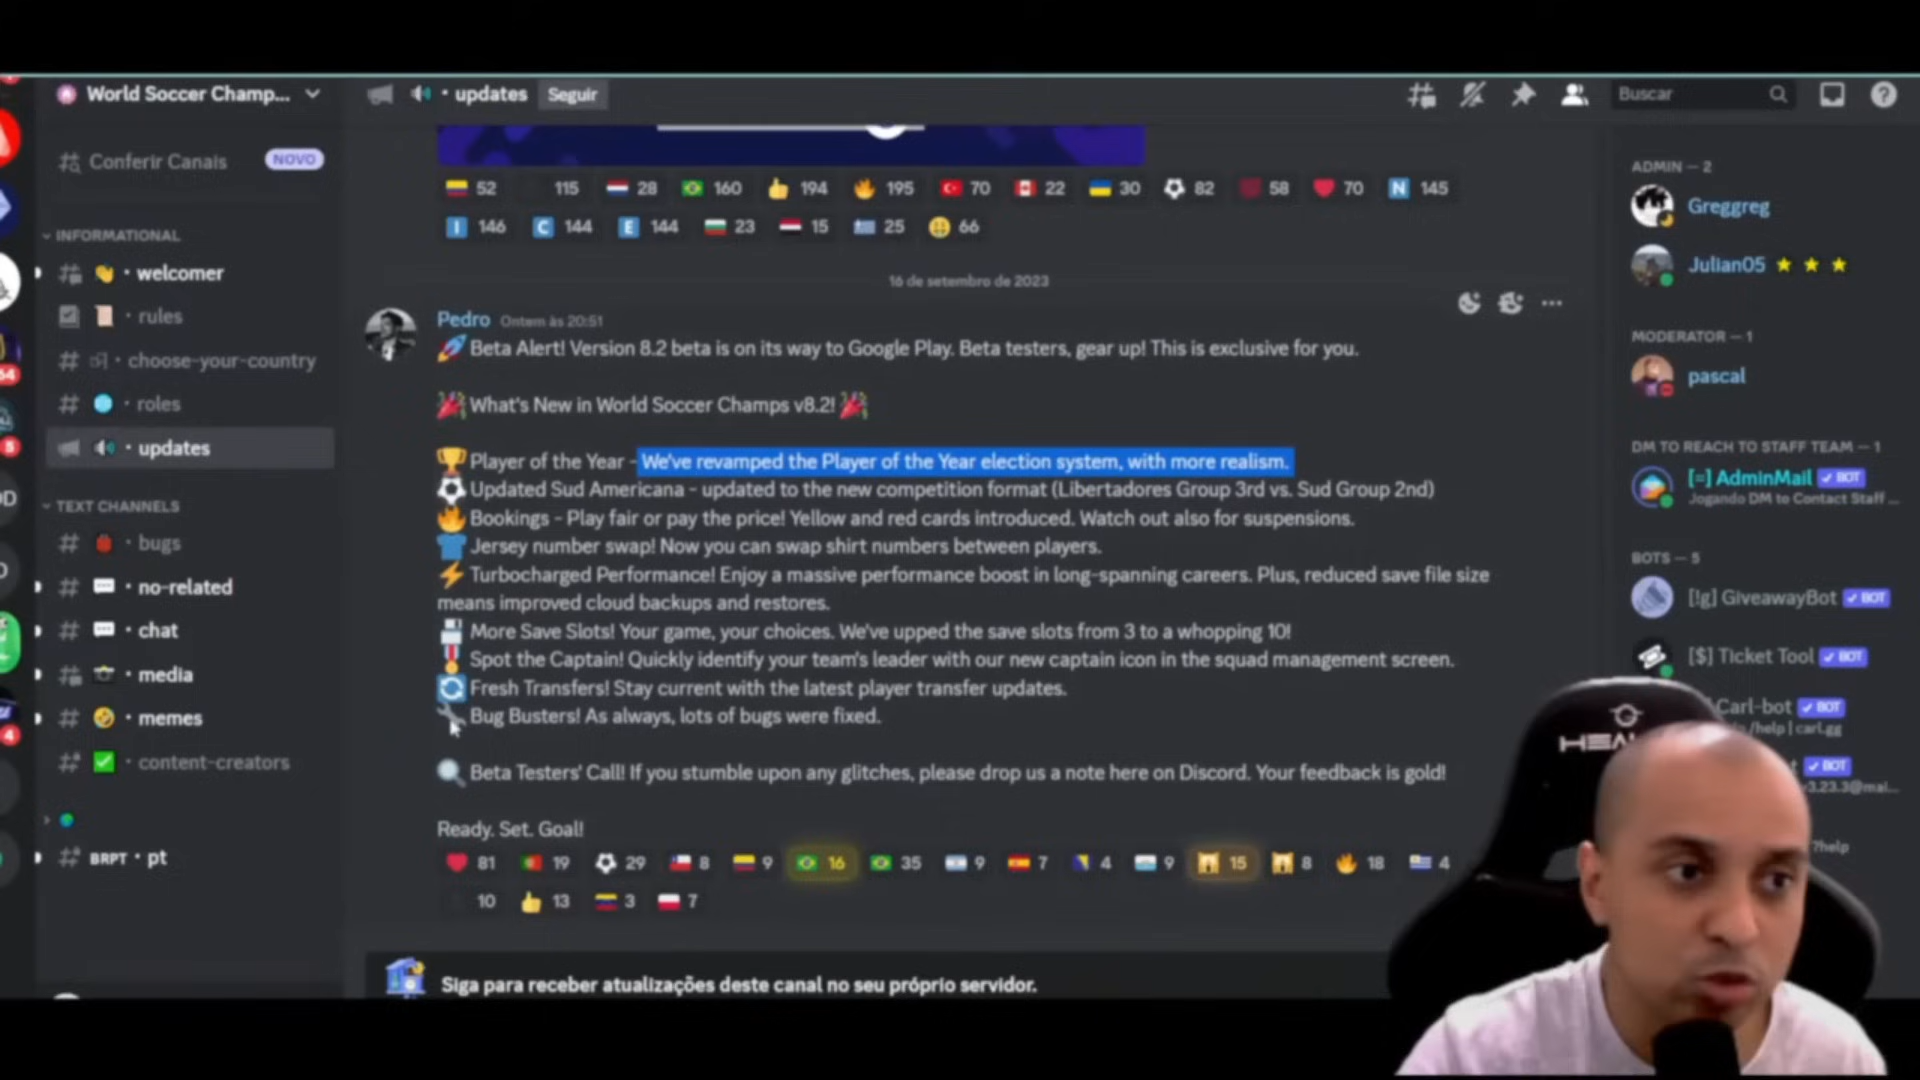 World Soccer Champ...
updates
Seguir
Buscar
Conferir Canais
NOVO
INFORMATIONAL
welcomer
rules
choose-your-country
roles
updates
TEXT CHANNELS
bugs
no-related
chat
media
memes
content-creators
BRPT · pt
52 115 28 160 194 195 70 22 30 82 58 70 N 145
I 146 C 144 E 144 23 15 25 66
16 de setembro de 2023
Pedro Ontem às 20:51
Beta Alert! Version 8.2 beta is on its way to Google Play. Beta testers, gear up! This is exclusive for you.
What's New in World Soccer Champs v8.2!
Player of the Year - We've revamped the Player of the Year election system, with more realism.
Updated Sud Americana - updated to the new competition format (Libertadores Group 3rd vs. Sud Group 2nd)
Bookings - Play fair or pay the price! Yellow and red cards introduced. Watch out also for suspensions.
Jersey number swap! Now you can swap shirt numbers between players.
Turbocharged Performance! Enjoy a massive performance boost in long-spanning careers. Plus, reduced save file size
means improved cloud backups and restores.
More Save Slots! Your game, your choices. We've upped the save slots from 3 to a whopping 10!
Spot the Captain! Quickly identify your team's leader with our new captain icon in the squad management screen.
Fresh Transfers! Stay current with the latest player transfer updates.
Bug Busters! As always, lots of bugs were fixed.
Beta Testers' Call! If you stumble upon any glitches, please drop us a note here on Discord. Your feedback is gold!
Ready. Set. Goal!
81 19 29 8 9 16 35 9 7 4 9 15 8 18 4
10 13 3 7
Siga para receber atualizações deste canal no seu próprio servidor.
ADMIN — 2
Greggreg
Julian05
MODERATOR — 1
pascal
DM TO REACH TO STAFF TEAM — 1
[=] AdminMail BOT
Jogando DM to Contact Staff ...
BOTS — 5
[!g] GiveawayBot BOT
[$] Ticket Tool BOT
Carl-bot BOT
/help | carl.gg
BOT
v3.23.3@mai...
?help